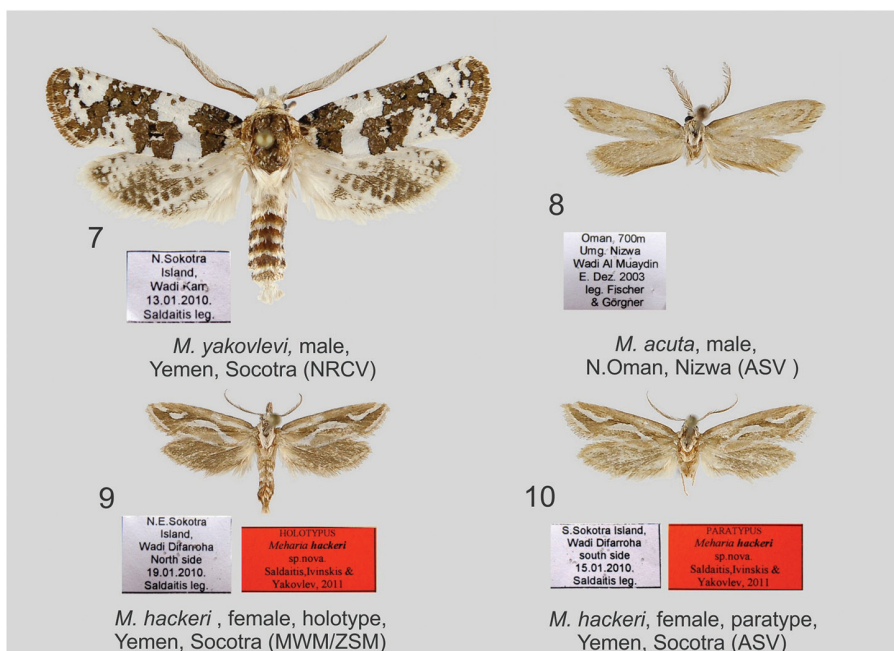 7
N.Sokotra
Island,
Wadi Kam
13.01.2010.
Saldaitis leg.
M. yakovlevi, male,
Yemen, Socotra (NRCV)
8
Oman, 700m
Umg. Nizwa
Wadi Al Muaydin
E. Dez. 2003
leg. Fischer
& Görgner
M. acuta, male,
N.Oman, Nizwa (ASV )
9
N.E.Sokotra
Island,
Wadi Difarroha
North side
19.01.2010.
Saldaitis leg.
HOLOTYPUS
Meharia hackeri
sp.nova.
Saldaitis,Ivinskis &
Yakovlev, 2011
M. hackeri , female, holotype,
Yemen, Socotra (MWM/ZSM)
10
S.Sokotra Island,
Wadi Difarroha
south side
15.01.2010.
Saldaitis leg.
PARATYPUS
Meharia hackeri
sp.nova.
Saldaitis,Ivinskis &
Yakovlev, 2011
M. hackeri, female, paratype,
Yemen, Socotra (ASV)